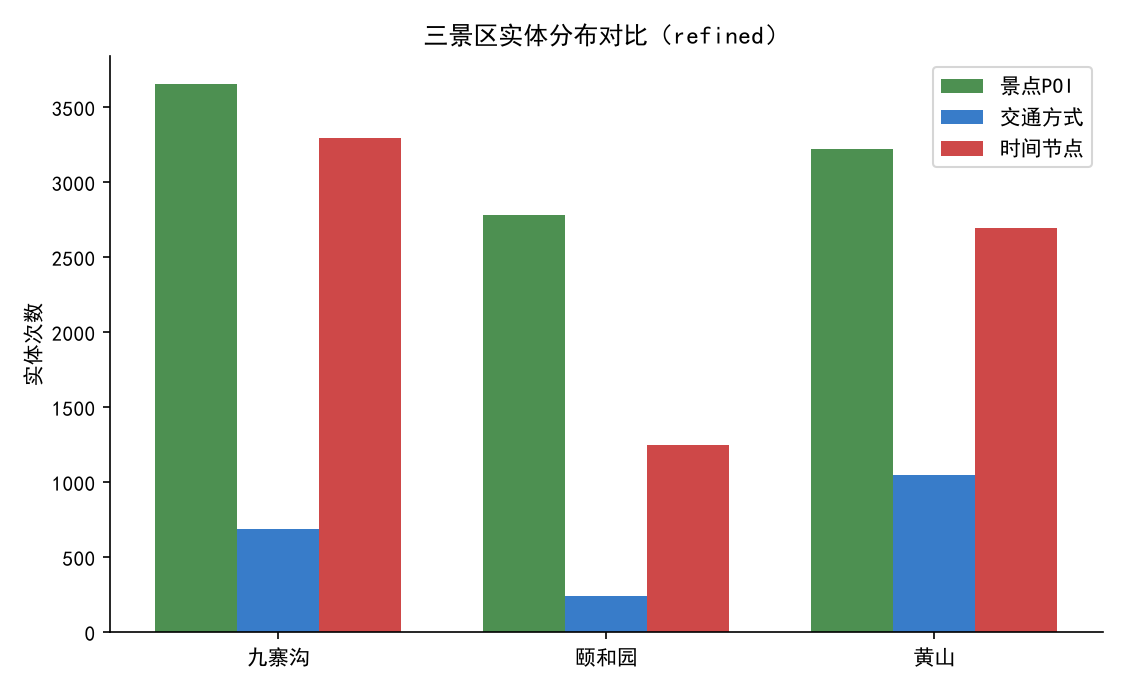 三景区实体分布对比（refined）
景点POI
交通方式
时间节点
实体次数
3500
3000
2500
2000
1500
1000
500
0
九寨沟
颐和园
黄山